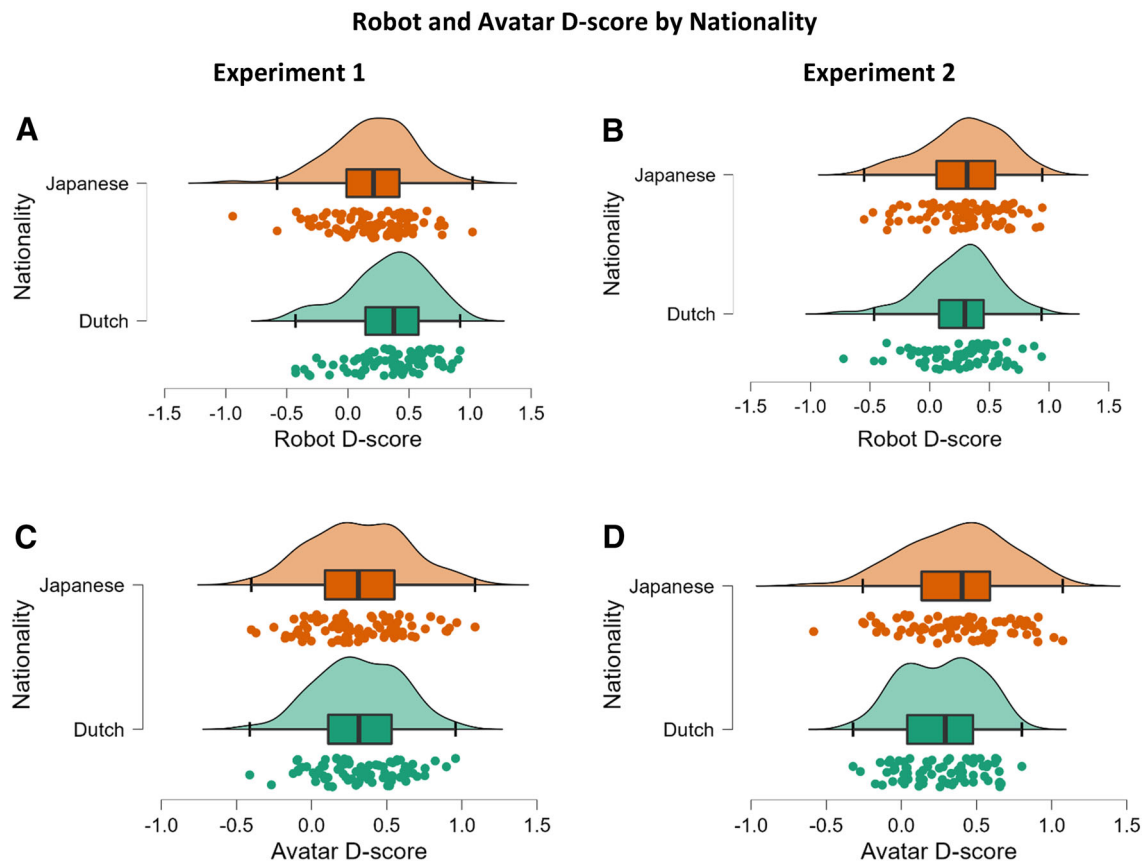 Robot and Avatar D-score by Nationality
Experiment 1
Experiment 2
A
Nationality
Japanese
Dutch
-1.5 -1.0 -0.5 0.0 0.5 1.0 1.5
Robot D-score
B
Nationality
Japanese
Dutch
-1.5 -1.0 -0.5 0.0 0.5 1.0 1.5
Robot D-score
C
Nationality
Japanese
Dutch
-1.0 -0.5 0.0 0.5 1.0 1.5
Avatar D-score
D
Nationality
Japanese
Dutch
-1.0 -0.5 0.0 0.5 1.0 1.5
Avatar D-score